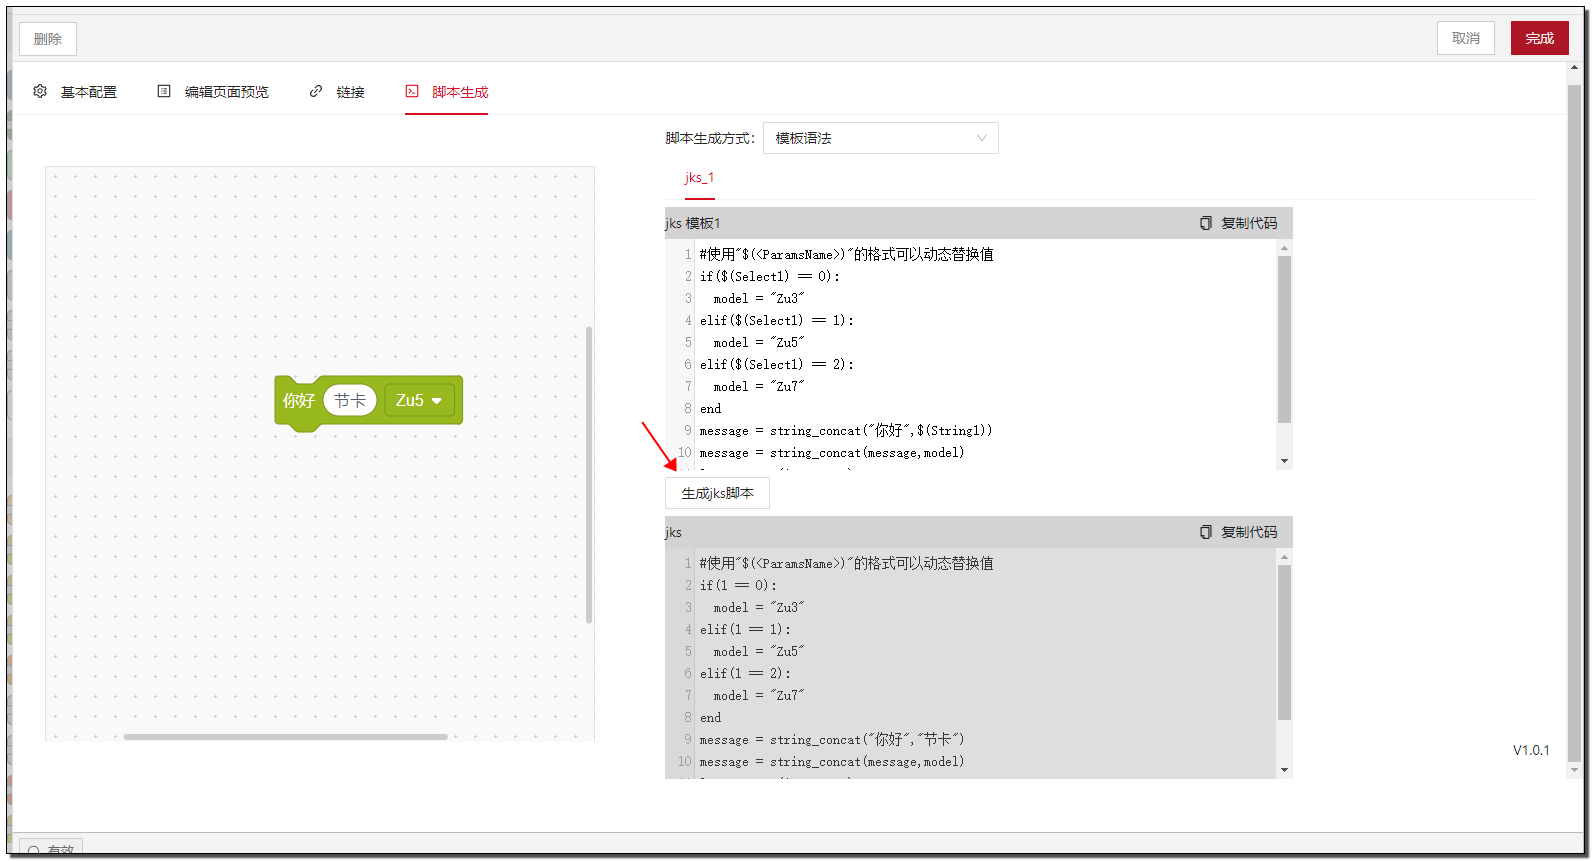 删除
取消
完成
基本配置
编辑页面预览
链接
脚本生成
脚本生成方式：
模板语法
jks_1
jks 模板1
复制代码
1 #使用"$(<ParamsName>)"的格式可以动态替换值
2 if($(Select1) == 0):
3 model = "Zu3"
4 elif($(Select1) == 1):
5 model = "Zu5"
6 elif($(Select1) == 2):
7 model = "Zu7"
8 end
9 message = string_concat("你好",$(String1))
10 message = string_concat(message,model)
你好 节卡 Zu5
生成jks脚本
jks
复制代码
1 #使用"$(<ParamsName>)"的格式可以动态替换值
2 if(1 == 0):
3 model = "Zu3"
4 elif(1 == 1):
5 model = "Zu5"
6 elif(1 == 2):
7 model = "Zu7"
8 end
9 message = string_concat("你好","节卡")
10 message = string_concat(message,model)
V1.0.1
有效